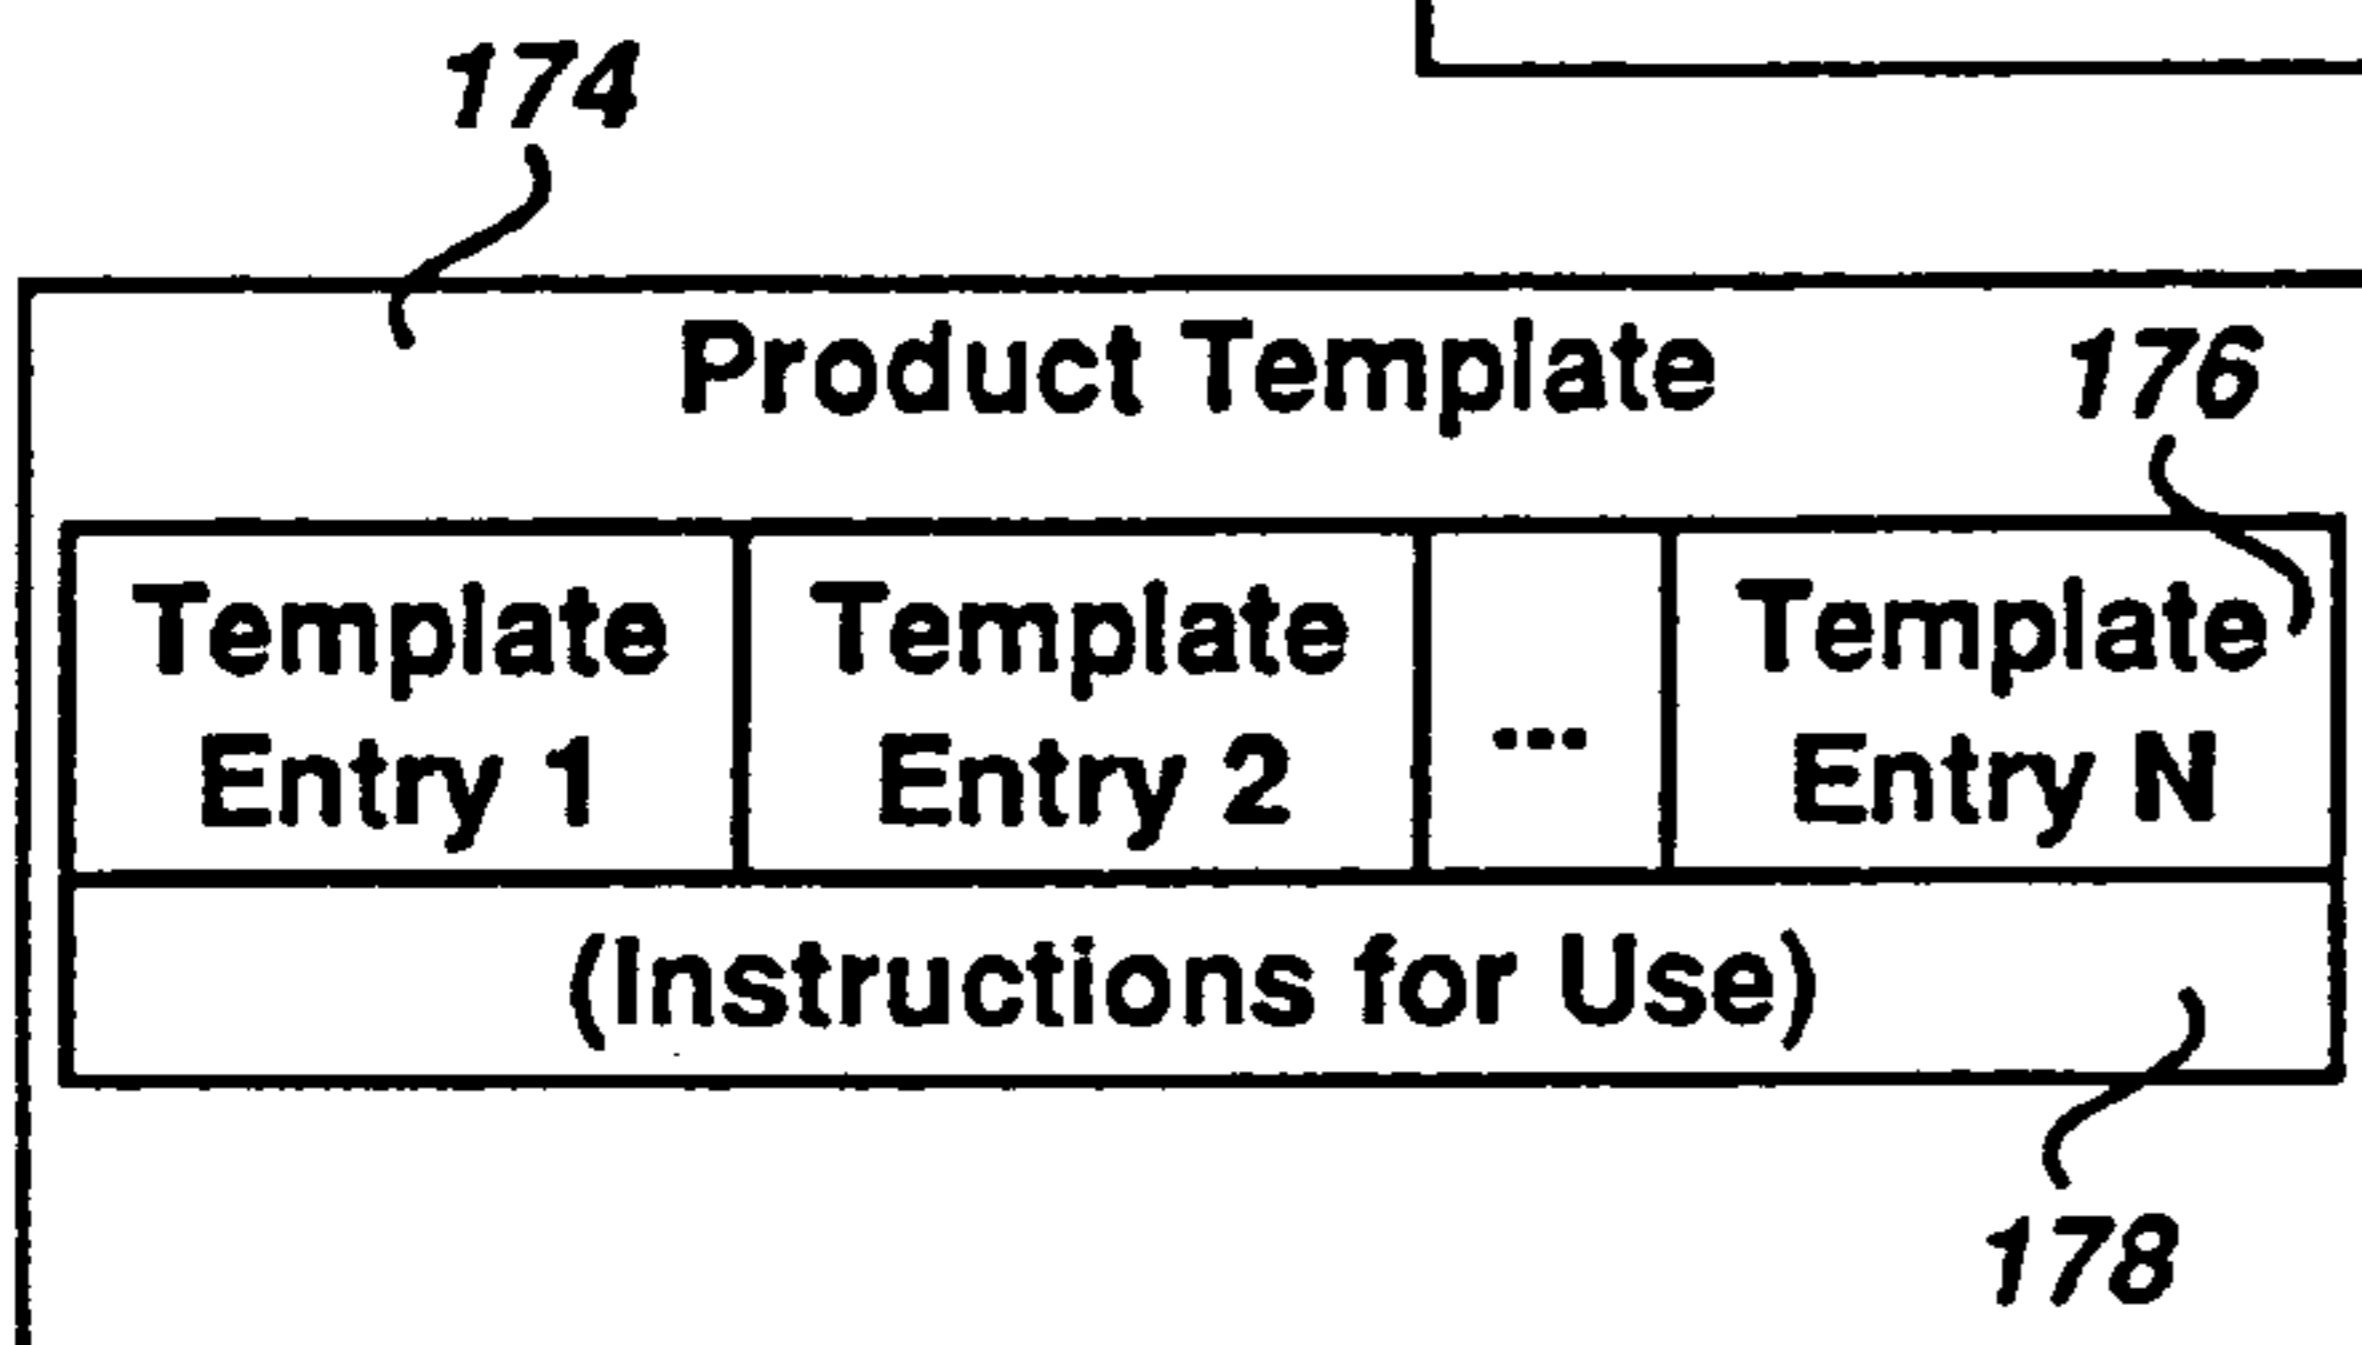 174
Product Template
176
Template Entry 1
Template Entry 2
...
Template Entry N
(Instructions for Use)
178